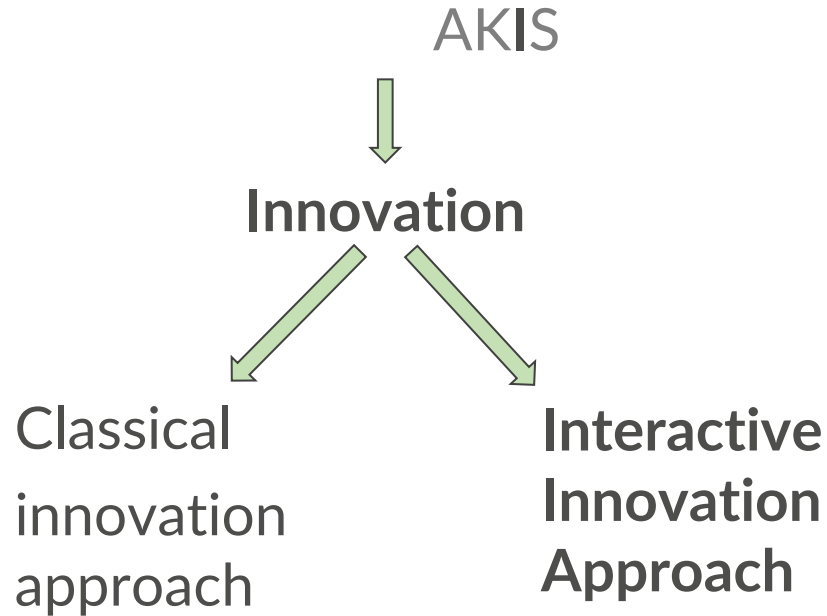 AKIS
Innovation
Classical
innovation
approach
Interactive
Innovation
Approach